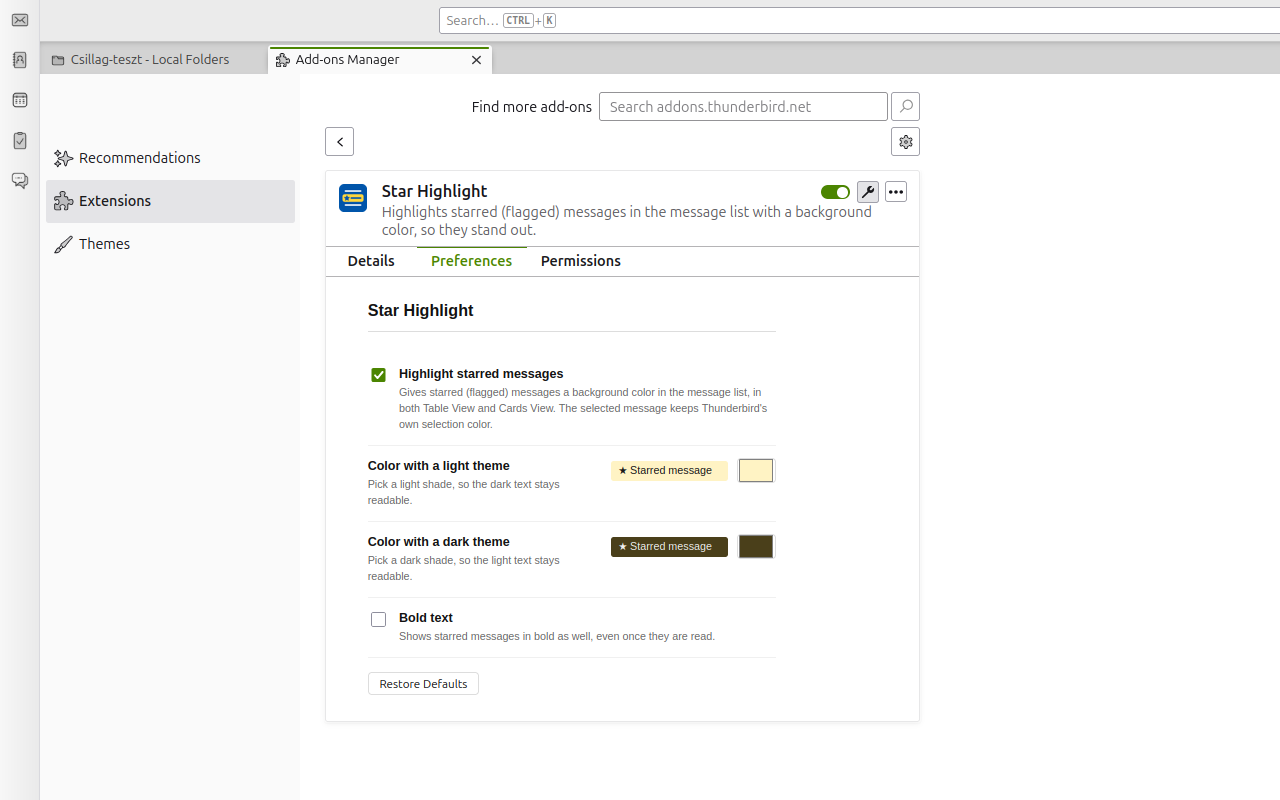 Search… CTRL+K
Csillag-teszt - Local Folders
Add-ons Manager
Find more add-ons
Search addons.thunderbird.net
Recommendations
Extensions
Themes
Star Highlight
Highlights starred (flagged) messages in the message list with a background
color, so they stand out.
Details
Preferences
Permissions
Star Highlight
Highlight starred messages
Gives starred (flagged) messages a background color in the message list, in
both Table View and Cards View. The selected message keeps Thunderbird's
own selection color.
Color with a light theme
Pick a light shade, so the dark text stays
readable.
★ Starred message
Color with a dark theme
Pick a dark shade, so the light text stays
readable.
★ Starred message
Bold text
Shows starred messages in bold as well, even once they are read.
Restore Defaults